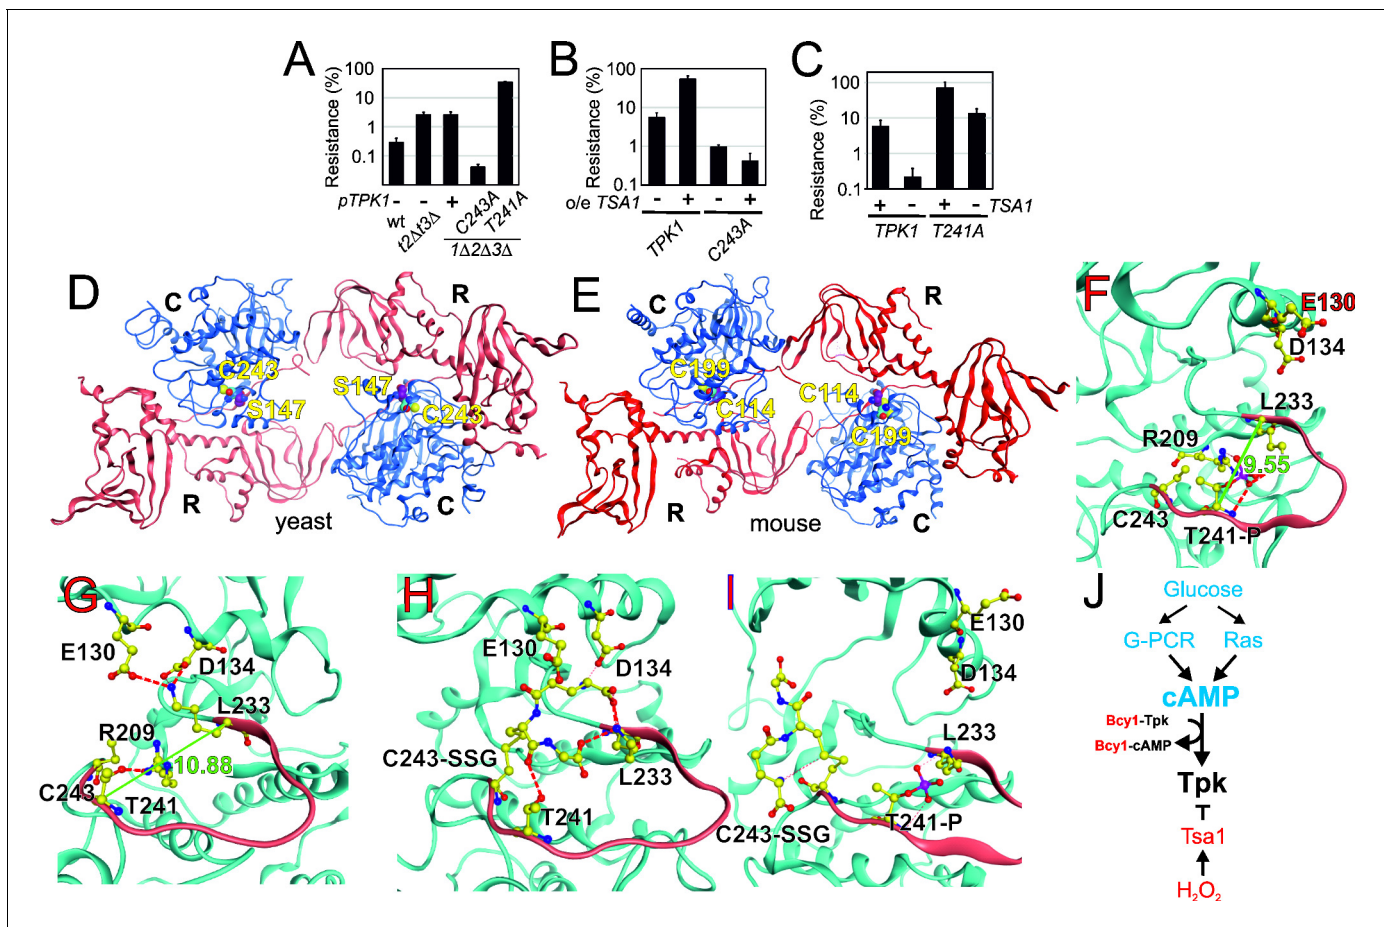 A
Resistance (%)
100
10
1
0.1
pTPK1 - - + - -
wt
t2Δt3Δ
C243A
T241A
1Δ2Δ3Δ
B
Resistance (%)
100
10
1
0.1
o/e TSA1 - + - +
TPK1 C243A
C
Resistance (%)
100
10
1
0.1
+ - + - TSA1
TPK1 T241A
D
C
R
C243
S147
S147
C243
R
C
yeast
E
C
R
C199
C114
C114
C199
R
C
mouse
F
E130
D134
L233
R209
9.55
C243
T241-P
G
E130
D134
L233
R209
10.88
C243
T241
H
E130
D134
C243-SSG
L233
T241
I
E130
D134
L233
T241-P
C243-SSG
J
Glucose
G-PCR Ras
cAMP
Bcy1-Tpk
Bcy1-cAMP
Tpk
Tsa1
H₂O₂